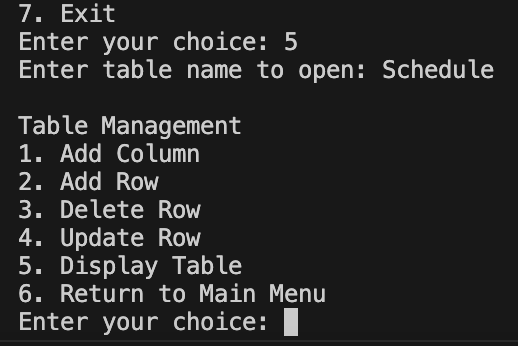 7. Exit
Enter your choice: 5
Enter table name to open: Schedule
Table Management
1. Add Column
2. Add Row
3. Delete Row
4. Update Row
5. Display Table
6. Return to Main Menu
Enter your choice: